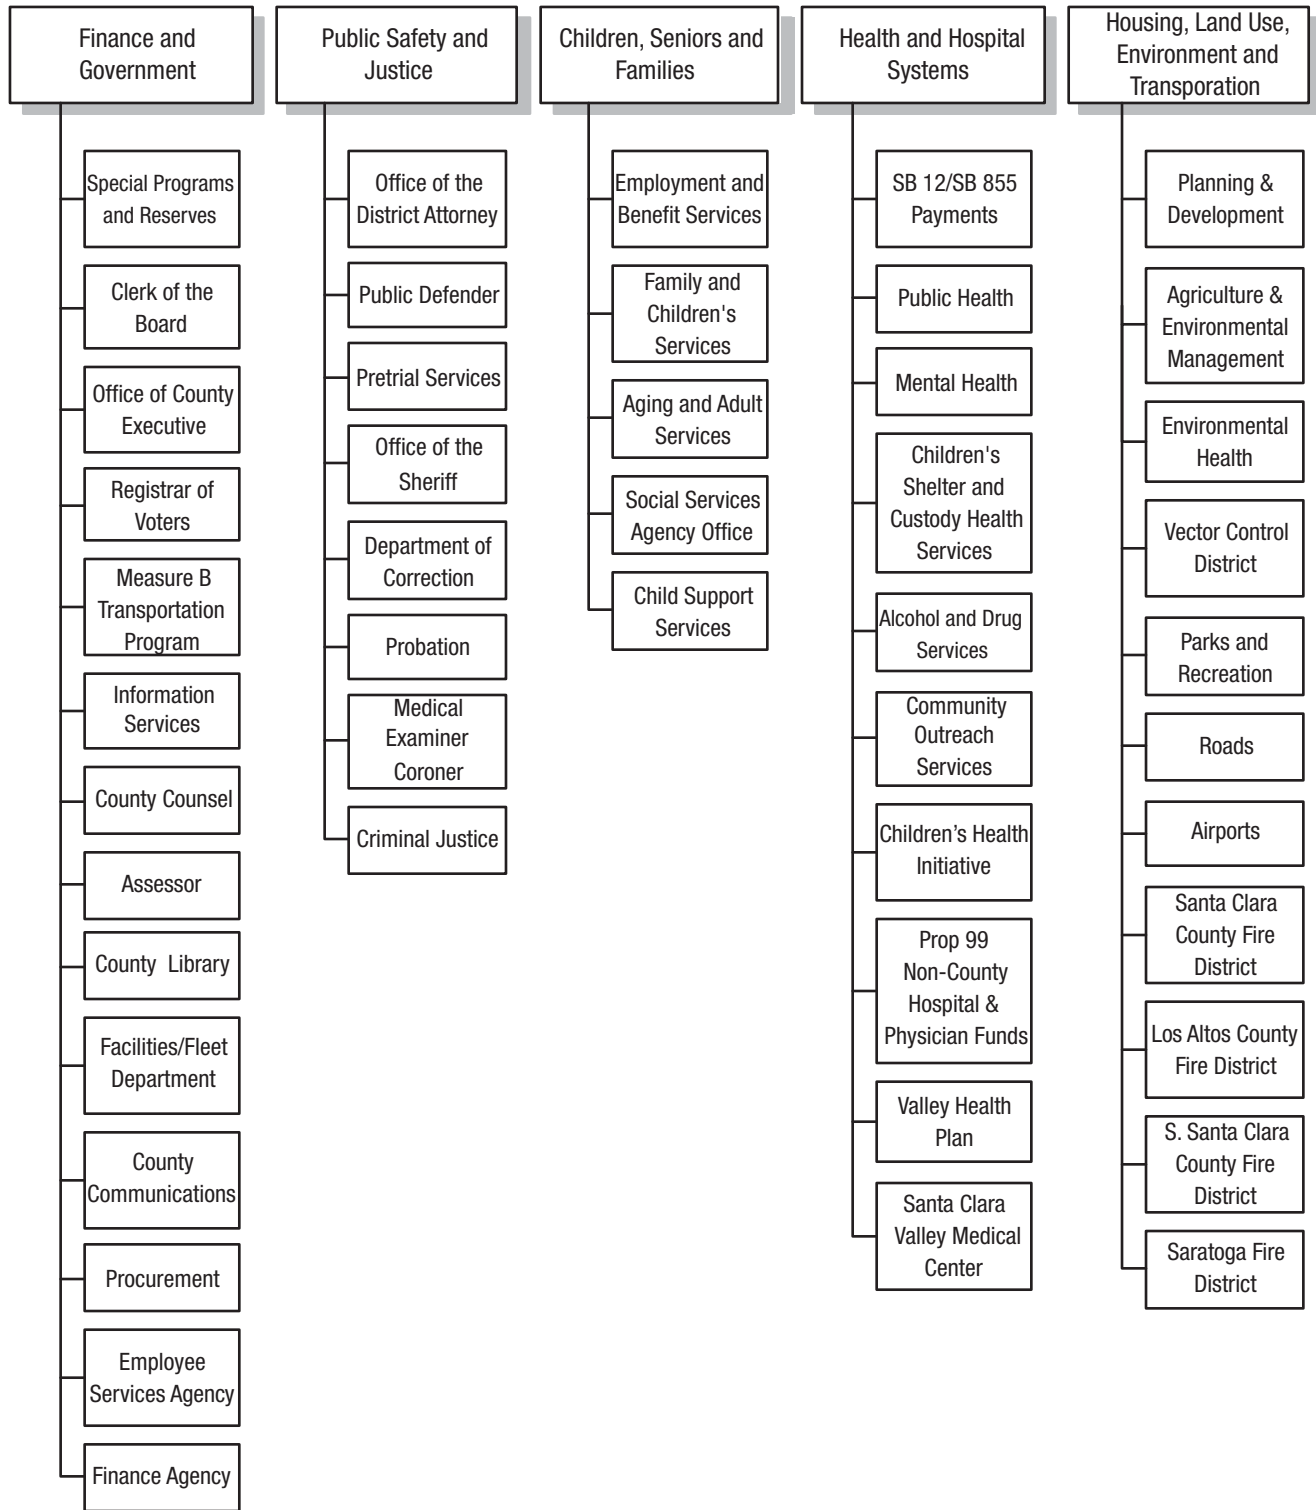 Finance and
Government
Special Programs
and Reserves
Clerk of the
Board
Office of County
Executive
Registrar of
Voters
Measure B
Transportation
Program
Information
Services
County Counsel
Assessor
County Library
Facilities/Fleet
Department
County
Communications
Procurement
Employee
Services Agency
Finance Agency
Public Safety and
Justice
Office of the
District Attorney
Public Defender
Pretrial Services
Office of the
Sheriff
Department of
Correction
Probation
Medical
Examiner
Coroner
Criminal Justice
Children, Seniors and
Families
Employment and
Benefit Services
Family and
Children's
Services
Aging and Adult
Services
Social Services
Agency Office
Child Support
Services
Health and Hospital
Systems
SB 12/SB 855
Payments
Public Health
Mental Health
Children's
Shelter and
Custody Health
Services
Alcohol and Drug
Services
Community
Outreach
Services
Children’s Health
Initiative
Prop 99
Non-County
Hospital &
Physician Funds
Valley Health
Plan
Santa Clara
Valley Medical
Center
Housing, Land Use,
Environment and
Transporation
Planning &
Development
Agriculture &
Environmental
Management
Environmental
Health
Vector Control
District
Parks and
Recreation
Roads
Airports
Santa Clara
County Fire
District
Los Altos County
Fire District
S. Santa Clara
County Fire
District
Saratoga Fire
District